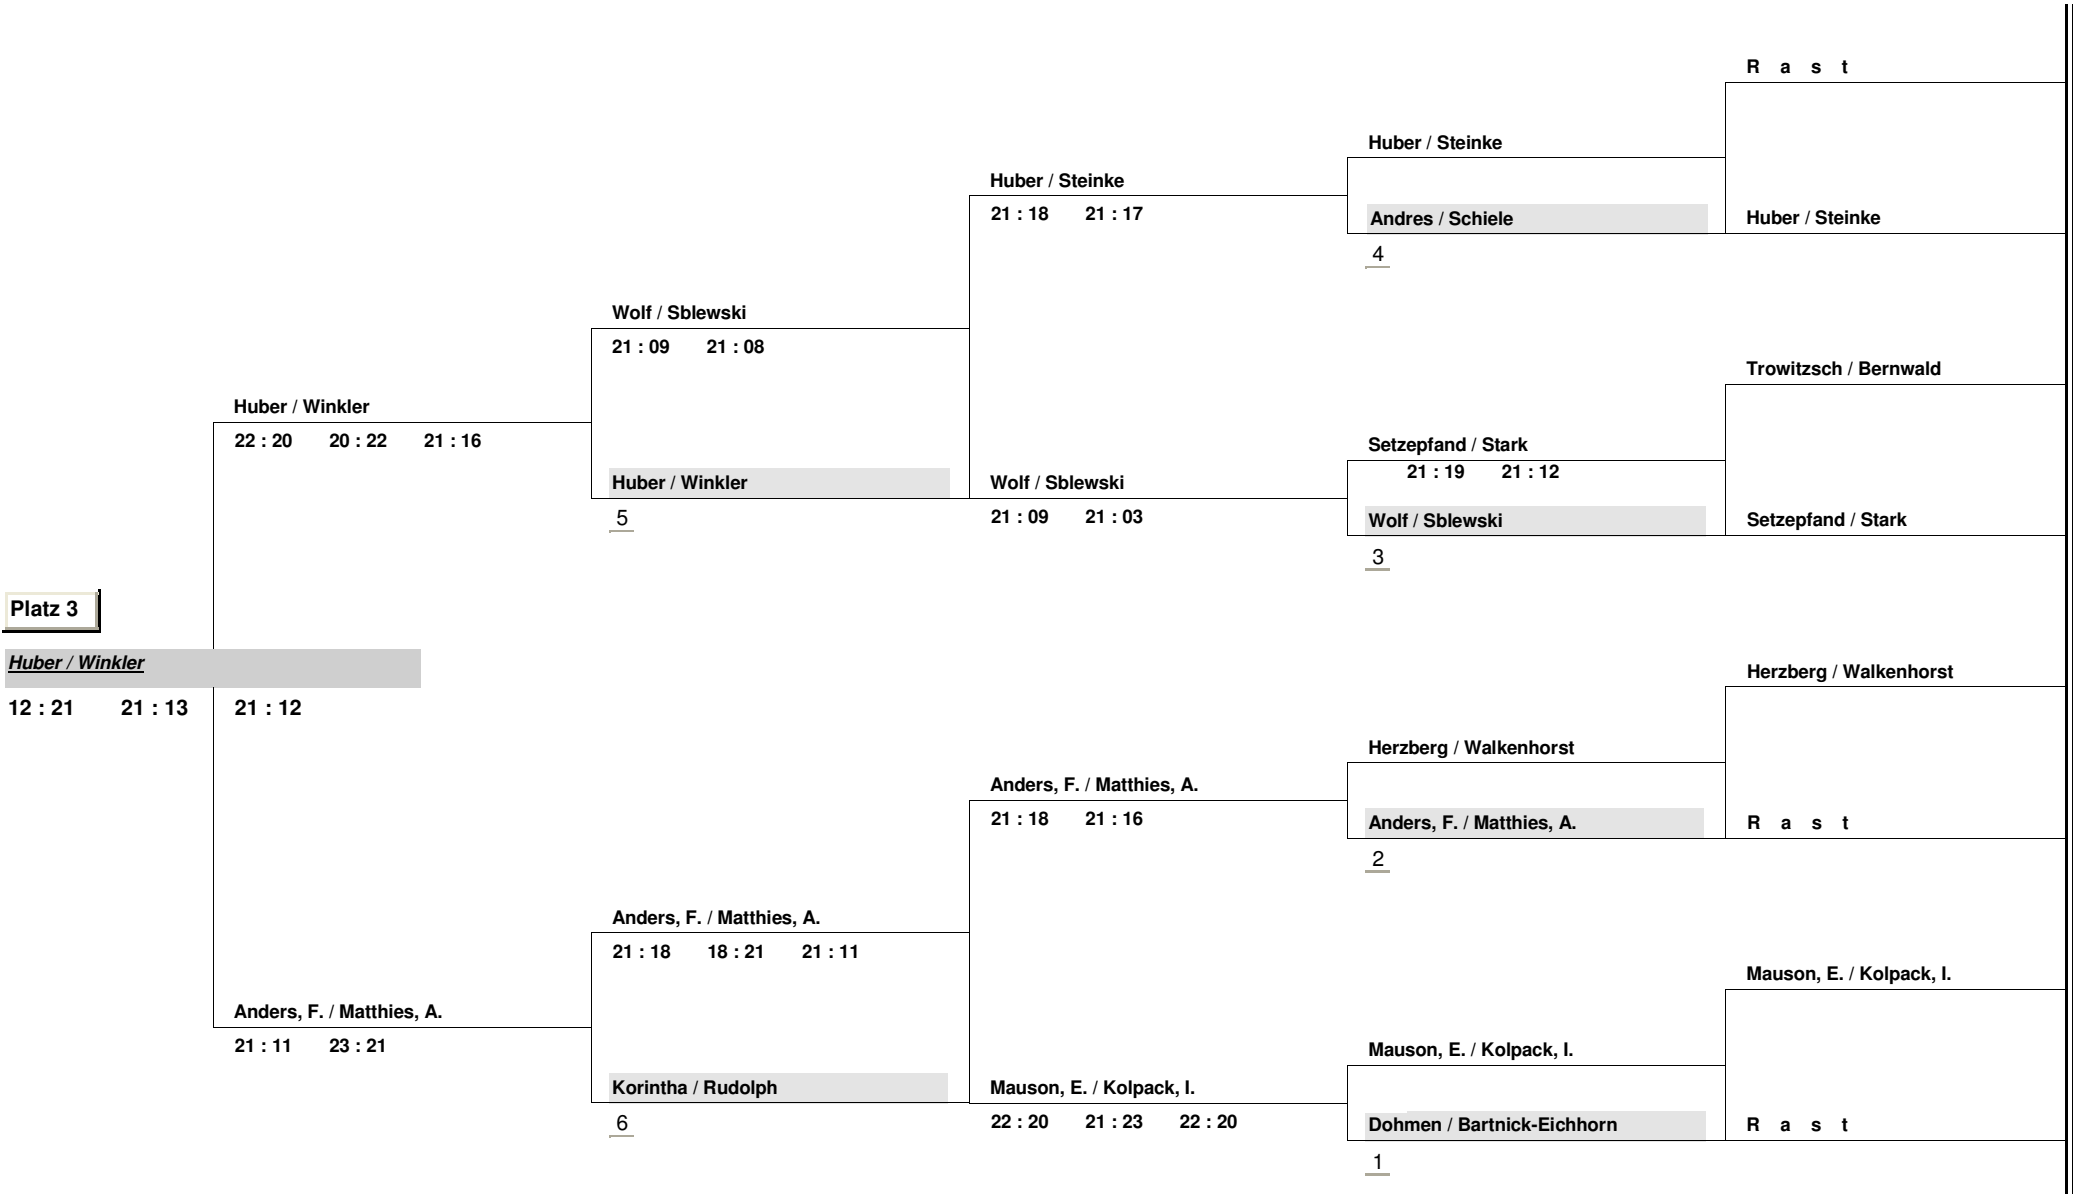 R a s t
Huber / Steinke
Huber / Steinke
21 : 18 21 : 17
Andres / Schiele
Huber / Steinke
4
Wolf / Sblewski
21 : 09 21 : 08
Trowitzsch / Bernwald
Huber / Winkler
22 : 20 20 : 22 21 : 16
Setzepfand / Stark
21 : 19 21 : 12
Huber / Winkler
Wolf / Sblewski
5
21 : 09 21 : 03
Wolf / Sblewski
Setzepfand / Stark
3
Platz 3
Huber / Winkler
12 : 21 21 : 13 21 : 12
Herzberg / Walkenhorst
Herzberg / Walkenhorst
Anders, F. / Matthies, A.
21 : 18 21 : 16
Anders, F. / Matthies, A.
R a s t
2
Anders, F. / Matthies, A.
21 : 18 18 : 21 21 : 11
Mauson, E. / Kolpack, I.
Anders, F. / Matthies, A.
21 : 11 23 : 21
Mauson, E. / Kolpack, I.
Korintha / Rudolph
Mauson, E. / Kolpack, I.
6
22 : 20 21 : 23 22 : 20
Dohmen / Bartnick-Eichhorn
R a s t
1